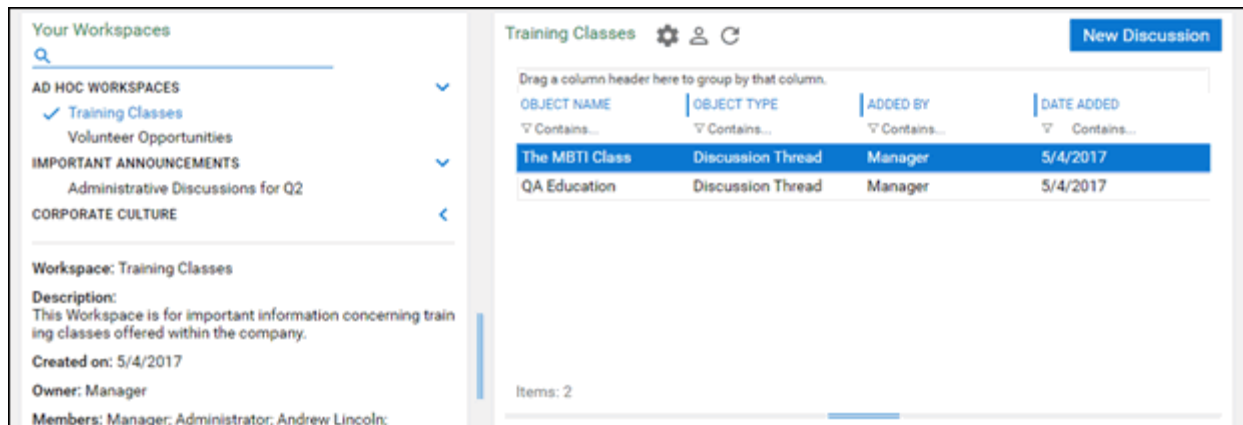 Your Workspaces
AD HOC WORKSPACES
Training Classes
Volunteer Opportunities
IMPORTANT ANNOUNCEMENTS
Administrative Discussions for Q2
CORPORATE CULTURE
Workspace: Training Classes
Description:
This Workspace is for important information concerning train
ing classes offered within the company.
Created on: 5/4/2017
Owner: Manager
Members: Manager; Administrator; Andrew Lincoln;
Training Classes New Discussion
Drag a column header here to group by that column.
OBJECT NAME OBJECT TYPE ADDED BY DATE ADDED
Contains... Contains... Contains... Contains...
The MBTI Class Discussion Thread Manager 5/4/2017
QA Education Discussion Thread Manager 5/4/2017
Items: 2